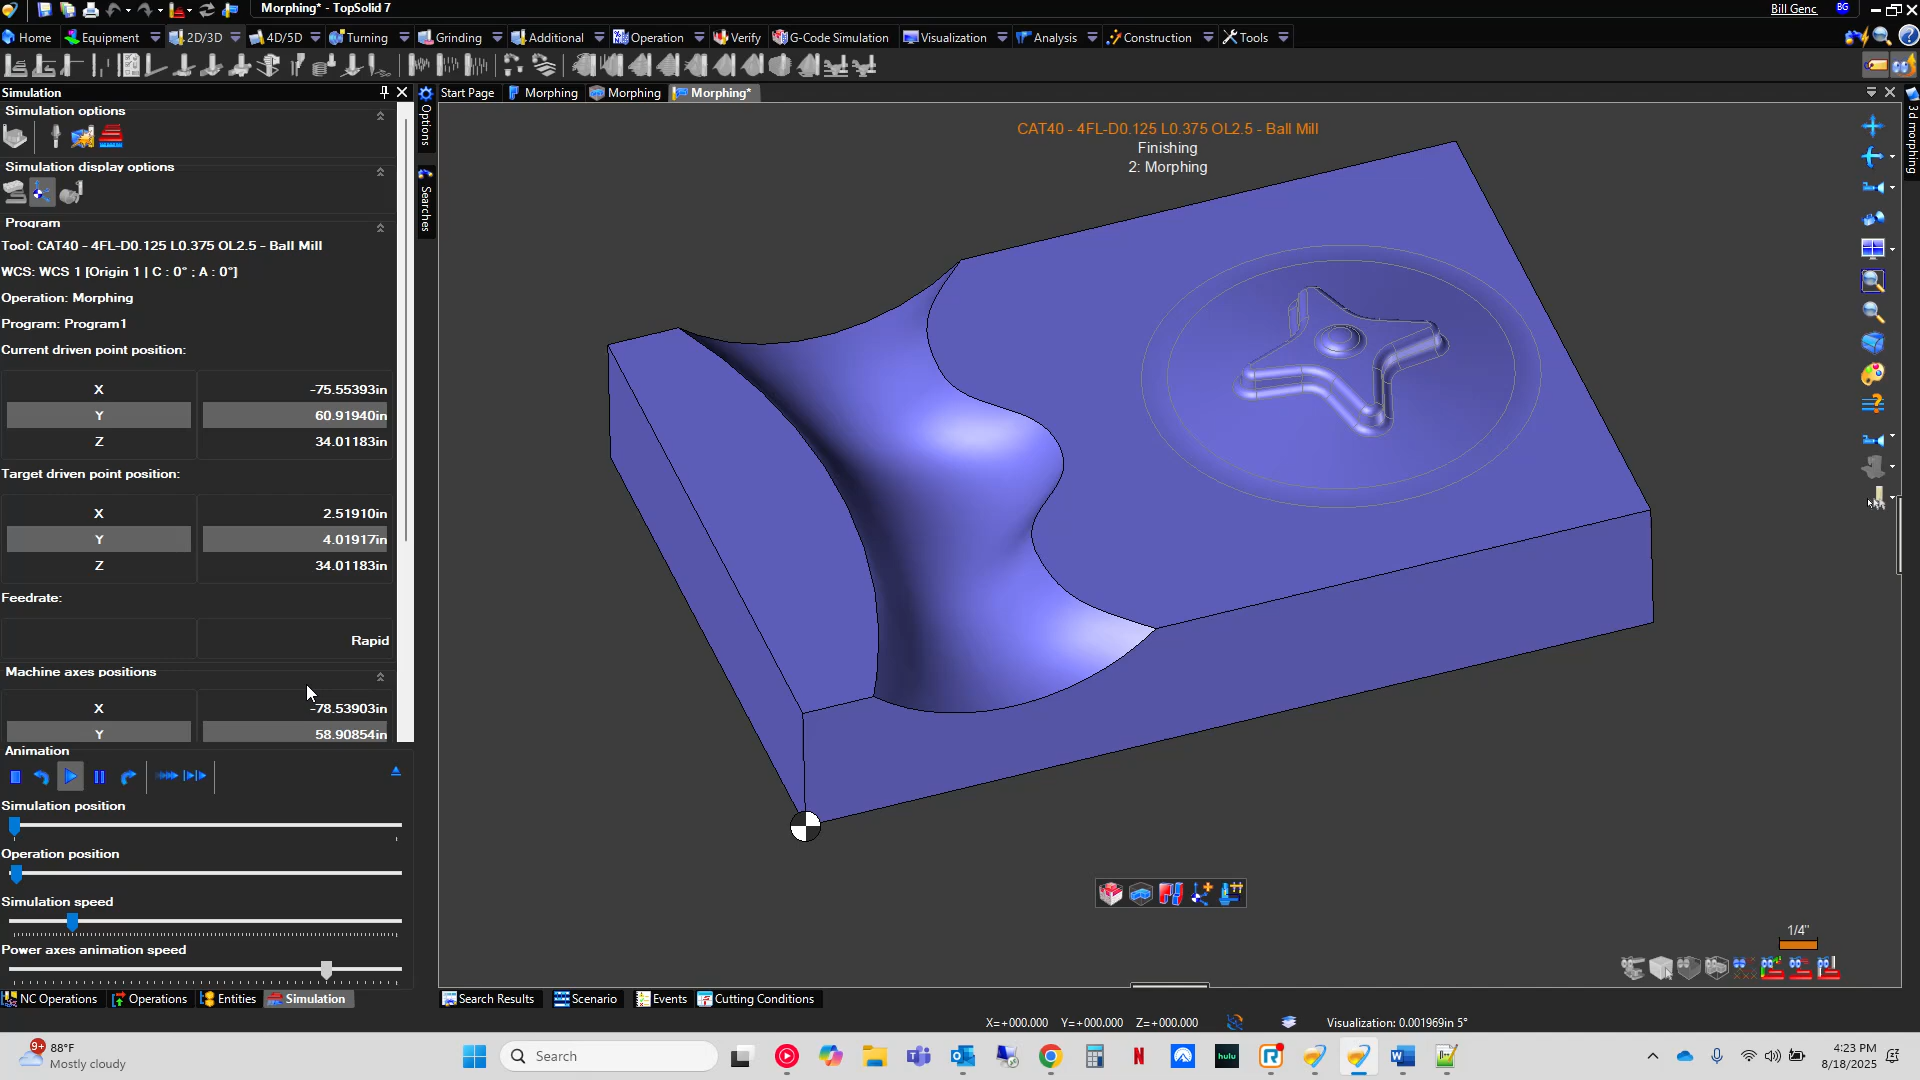 Morphing* - TopSolid 7
Bill Genc
BG
Home
Equipment
2D/3D
4D/5D
Turning
Grinding
Additional
Operation
Verify
G-Code Simulation
Visualization
Analysis
Construction
Tools
Simulation
Start Page
Morphing
Morphing
Morphing*
Options
Searches
3d morphing
Simulation options
Simulation display options
Program
Tool: CAT40 - 4FL-D0.125 L0.375 OL2.5 - Ball Mill
WCS: WCS 1 [Origin 1 | C : 0° ; A : 0°]
Operation: Morphing
Program: Program1
Current driven point position:
X -75.55393in
Y 60.91940in
Z 34.01183in
Target driven point position:
X 2.51910in
Y 4.01917in
Z 34.01183in
Feedrate:
Rapid
Machine axes positions
X -78.53903in
Y 58.90854in
Animation
Simulation position
Operation position
Simulation speed
Power axes animation speed
CAT40 - 4FL-D0.125 L0.375 OL2.5 - Ball Mill
Finishing
2: Morphing
1/4"
NC Operations
Operations
Entities
Simulation
Search Results
Scenario
Events
Cutting Conditions
X=+000.000 Y=+000.000 Z=+000.000
Visualization: 0.001969in 5°
9+
88°F
Mostly cloudy
Search
hulu
4:23 PM
8/18/2025